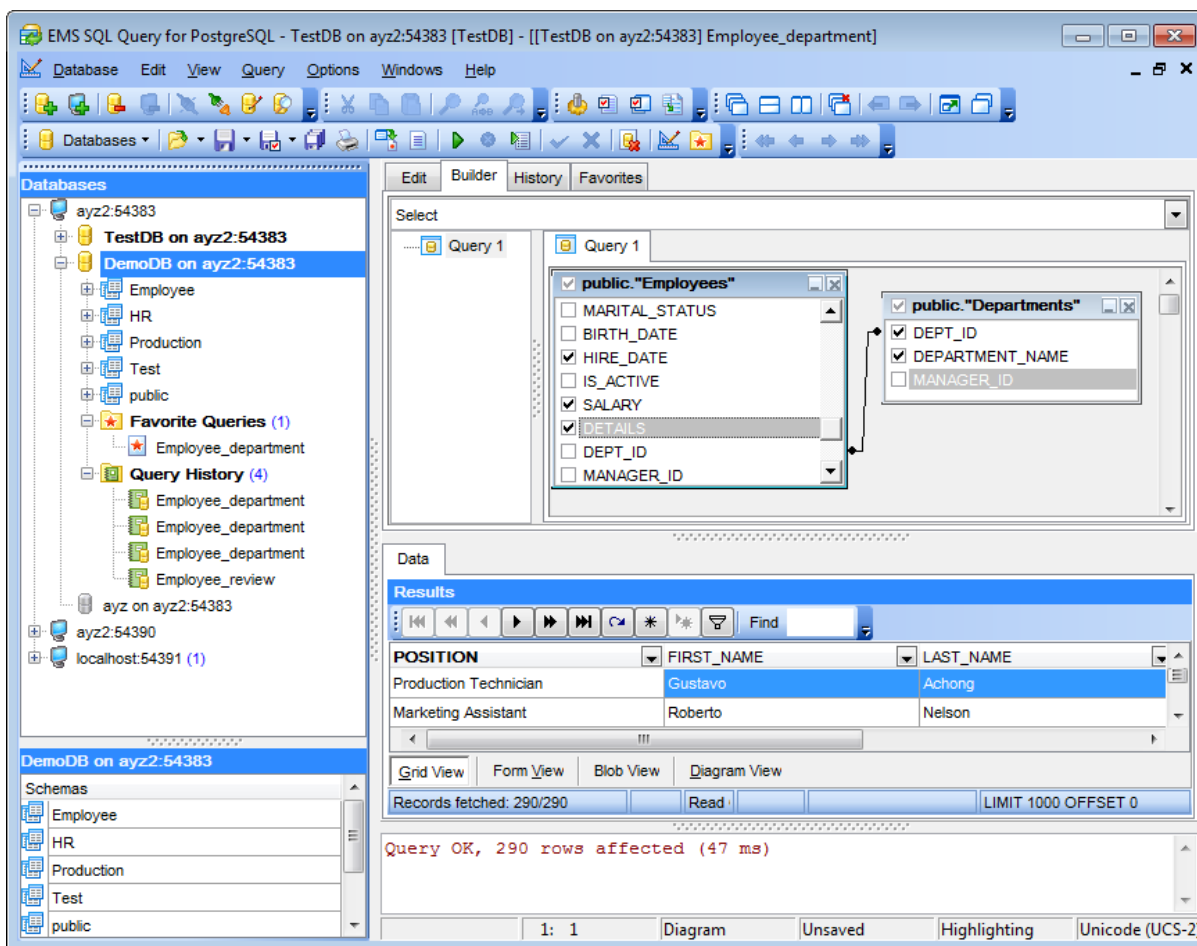 EMS SQL Query for PostgreSQL - TestDB on ayz2:54383 [TestDB] - [[TestDB on ayz2:54383] Employee_department]
Database Edit View Query Options Windows Help
Databases
Databases
ayz2:54383
TestDB on ayz2:54383
DemoDB on ayz2:54383
Employee
HR
Production
Test
public
Favorite Queries (1)
Employee_department
Query History (4)
Employee_department
Employee_department
Employee_department
Employee_review
ayz on ayz2:54383
ayz2:54390
localhost:54391 (1)
DemoDB on ayz2:54383
Schemas
Employee
HR
Production
Test
public
Edit Builder History Favorites
Select
Query 1
Query 1
public."Employees"
MARITAL_STATUS
BIRTH_DATE
HIRE_DATE
IS_ACTIVE
SALARY
DETAILS
DEPT_ID
MANAGER_ID
public."Departments"
DEPT_ID
DEPARTMENT_NAME
MANAGER_ID
Data
Results
Find
POSITION FIRST_NAME LAST_NAME
Production Technician Gustavo Achong
Marketing Assistant Roberto Nelson
Grid View Form View Blob View Diagram View
Records fetched: 290/290 Read LIMIT 1000 OFFSET 0
Query OK, 290 rows affected (47 ms)
1: 1 Diagram Unsaved Highlighting Unicode (UCS-2